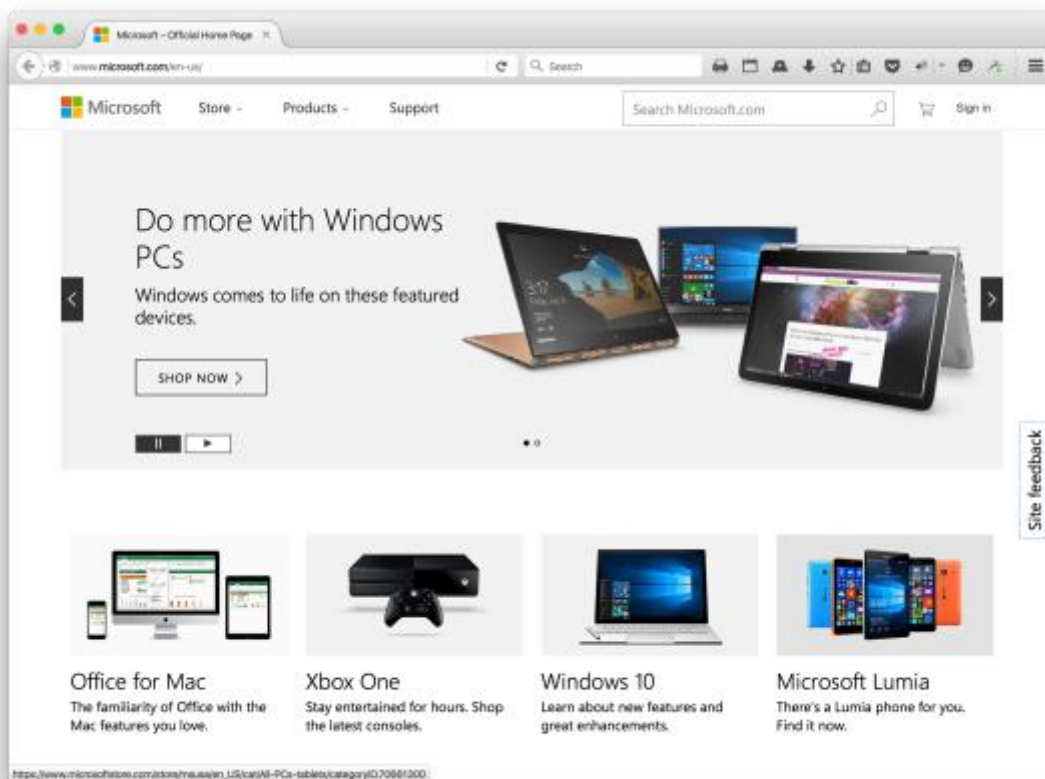 Microsoft – Official Home Page
www.microsoft.com/en-us/
Search
Microsoft
Store
Products
Support
Search Microsoft.com
Sign in
Do more with Windows
PCs
Windows comes to life on these featured
devices.
SHOP NOW
Site feedback
Office for Mac
The familiarity of Office with the
Mac features you love.
Xbox One
Stay entertained for hours. Shop
the latest consoles.
Windows 10
Learn about new features and
great enhancements.
Microsoft Lumia
There's a Lumia phone for you.
Find it now.